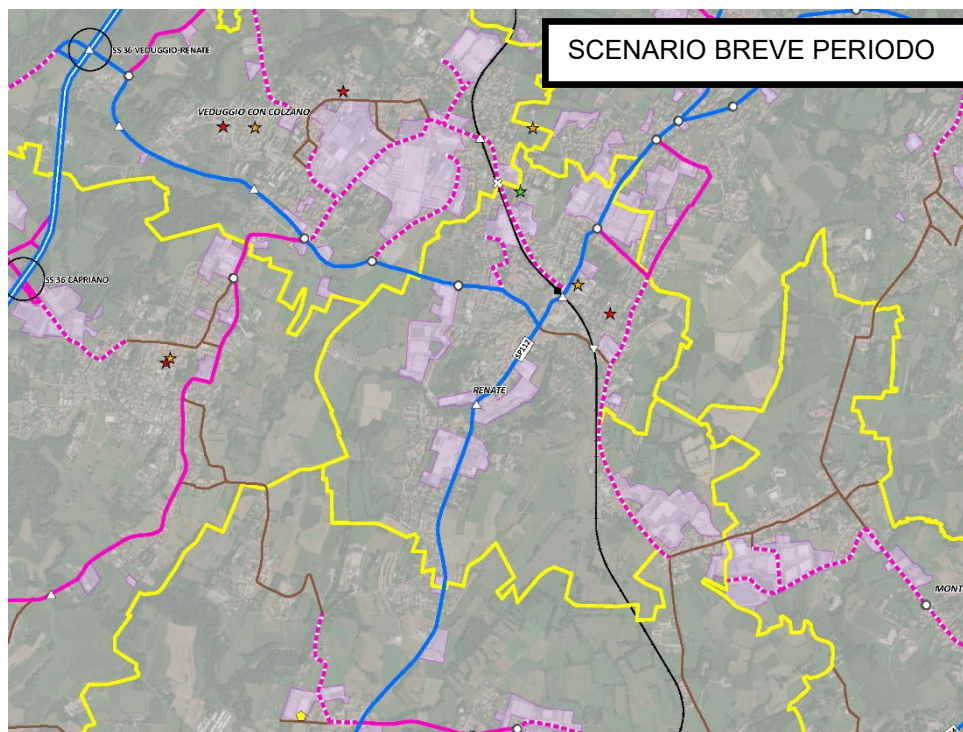 SCENARIO BREVE PERIODO
SS 36 VEDUGGIO-RENATE
VEDUGGIO CON COLZANO
SS 36 CAPRIANO
SP112
RENATE
MONT